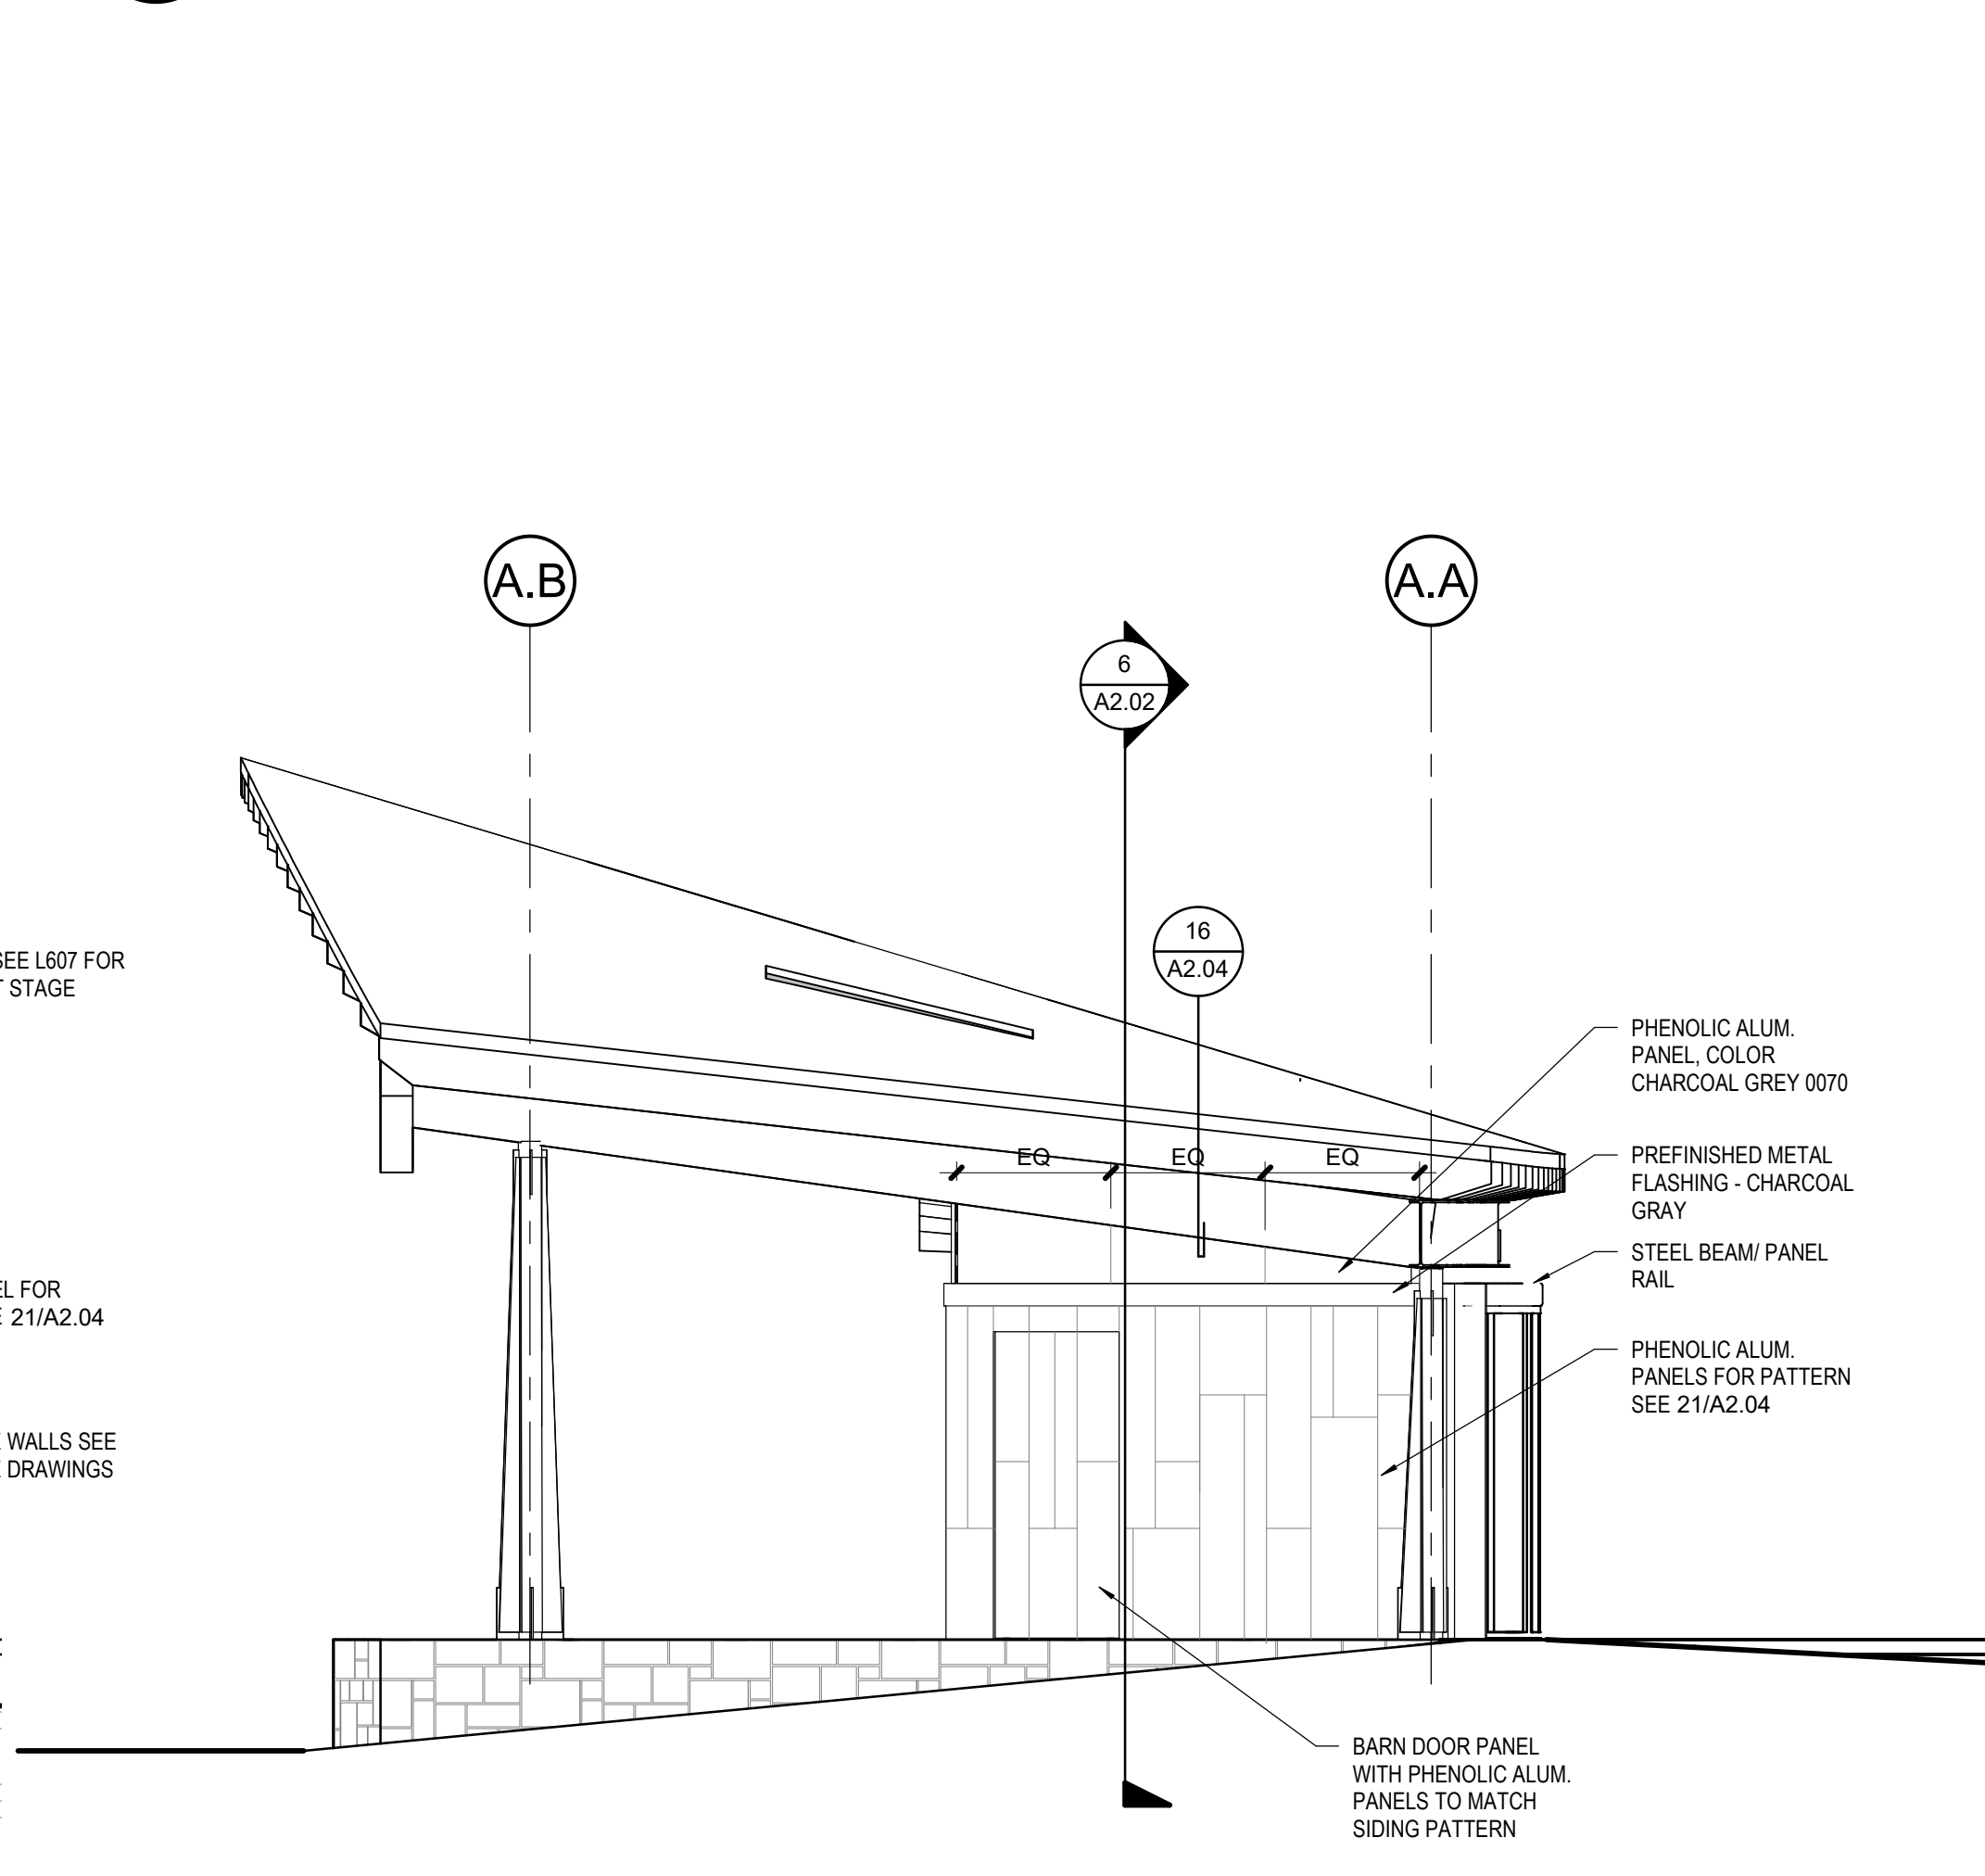 A.B
A.A
6
A2.02
16
A2.04
SEE L607 FOR
STAGE
EQ
EQ
EQ
PHENOLIC ALUM.
PANEL, COLOR
CHARCOAL GREY 0070
PREFINISHED METAL
FLASHING - CHARCOAL
GRAY
STEEL BEAM/ PANEL
RAIL
FOR
21/A2.04
PHENOLIC ALUM.
PANELS FOR PATTERN
SEE 21/A2.04
WALLS SEE
DRAWINGS
BARN DOOR PANEL
WITH PHENOLIC ALUM.
PANELS TO MATCH
SIDING PATTERN